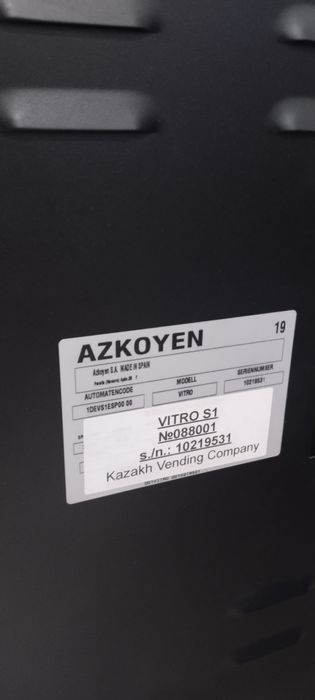 AZKOYEN 19
Azkoyen S.A. MADE IN SPAIN
AUTOMATENCODE MODELL SERIENNUMMER
1DEVS1ESP00 00 VITRO 10219531
VITRO S1
№088001
s./n.: 10219531
Kazakh Vending Company